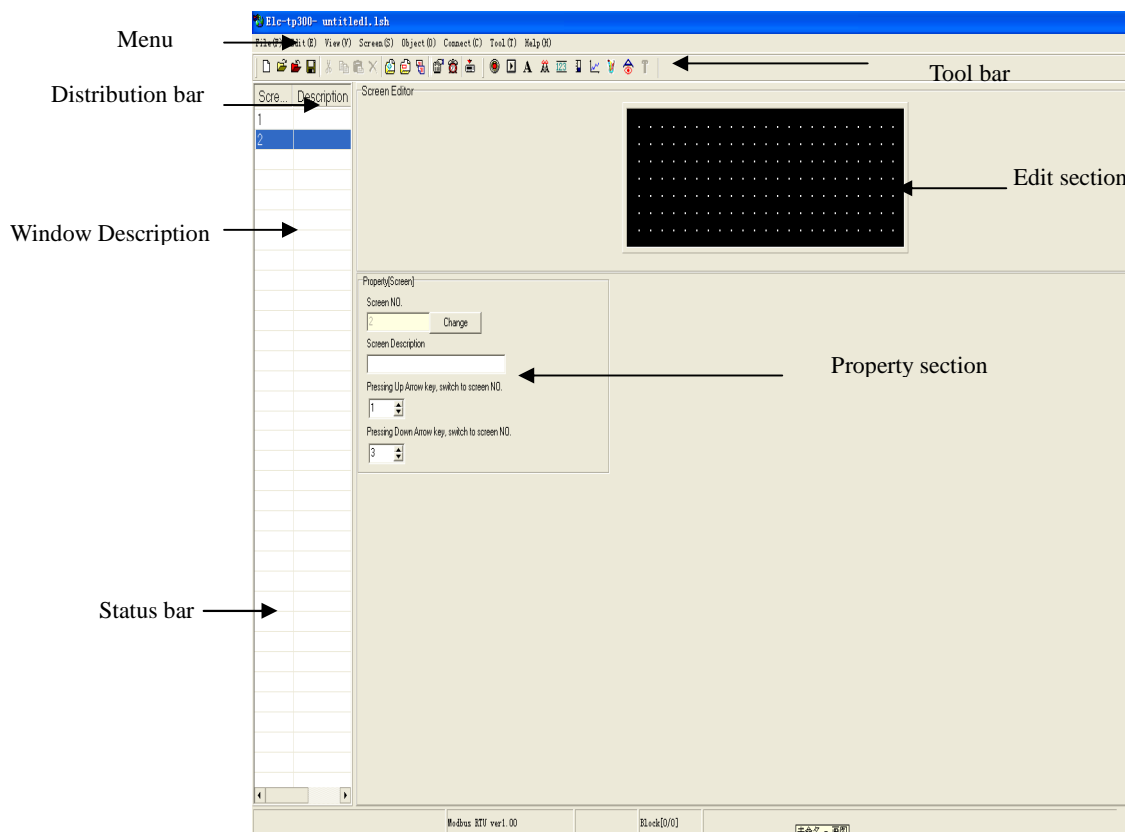 Elc-tp300- untitled1.lsh
Menu
File(F) Edit(E) View(V) Screen(S) Object(O) Connect(C) Tool(T) Help(H)
Tool bar
Distribution bar
Scre... Description
Screen Editor
1
2
Edit section
Window Description
Property[Screen]
Screen NO.
2 Change
Screen Description
Property section
Pressing Up Arrow key, switch to screen NO.
1
Pressing Down Arrow key, switch to screen NO.
3
Status bar
Modbus RTU ver1.00 Block[0/0]